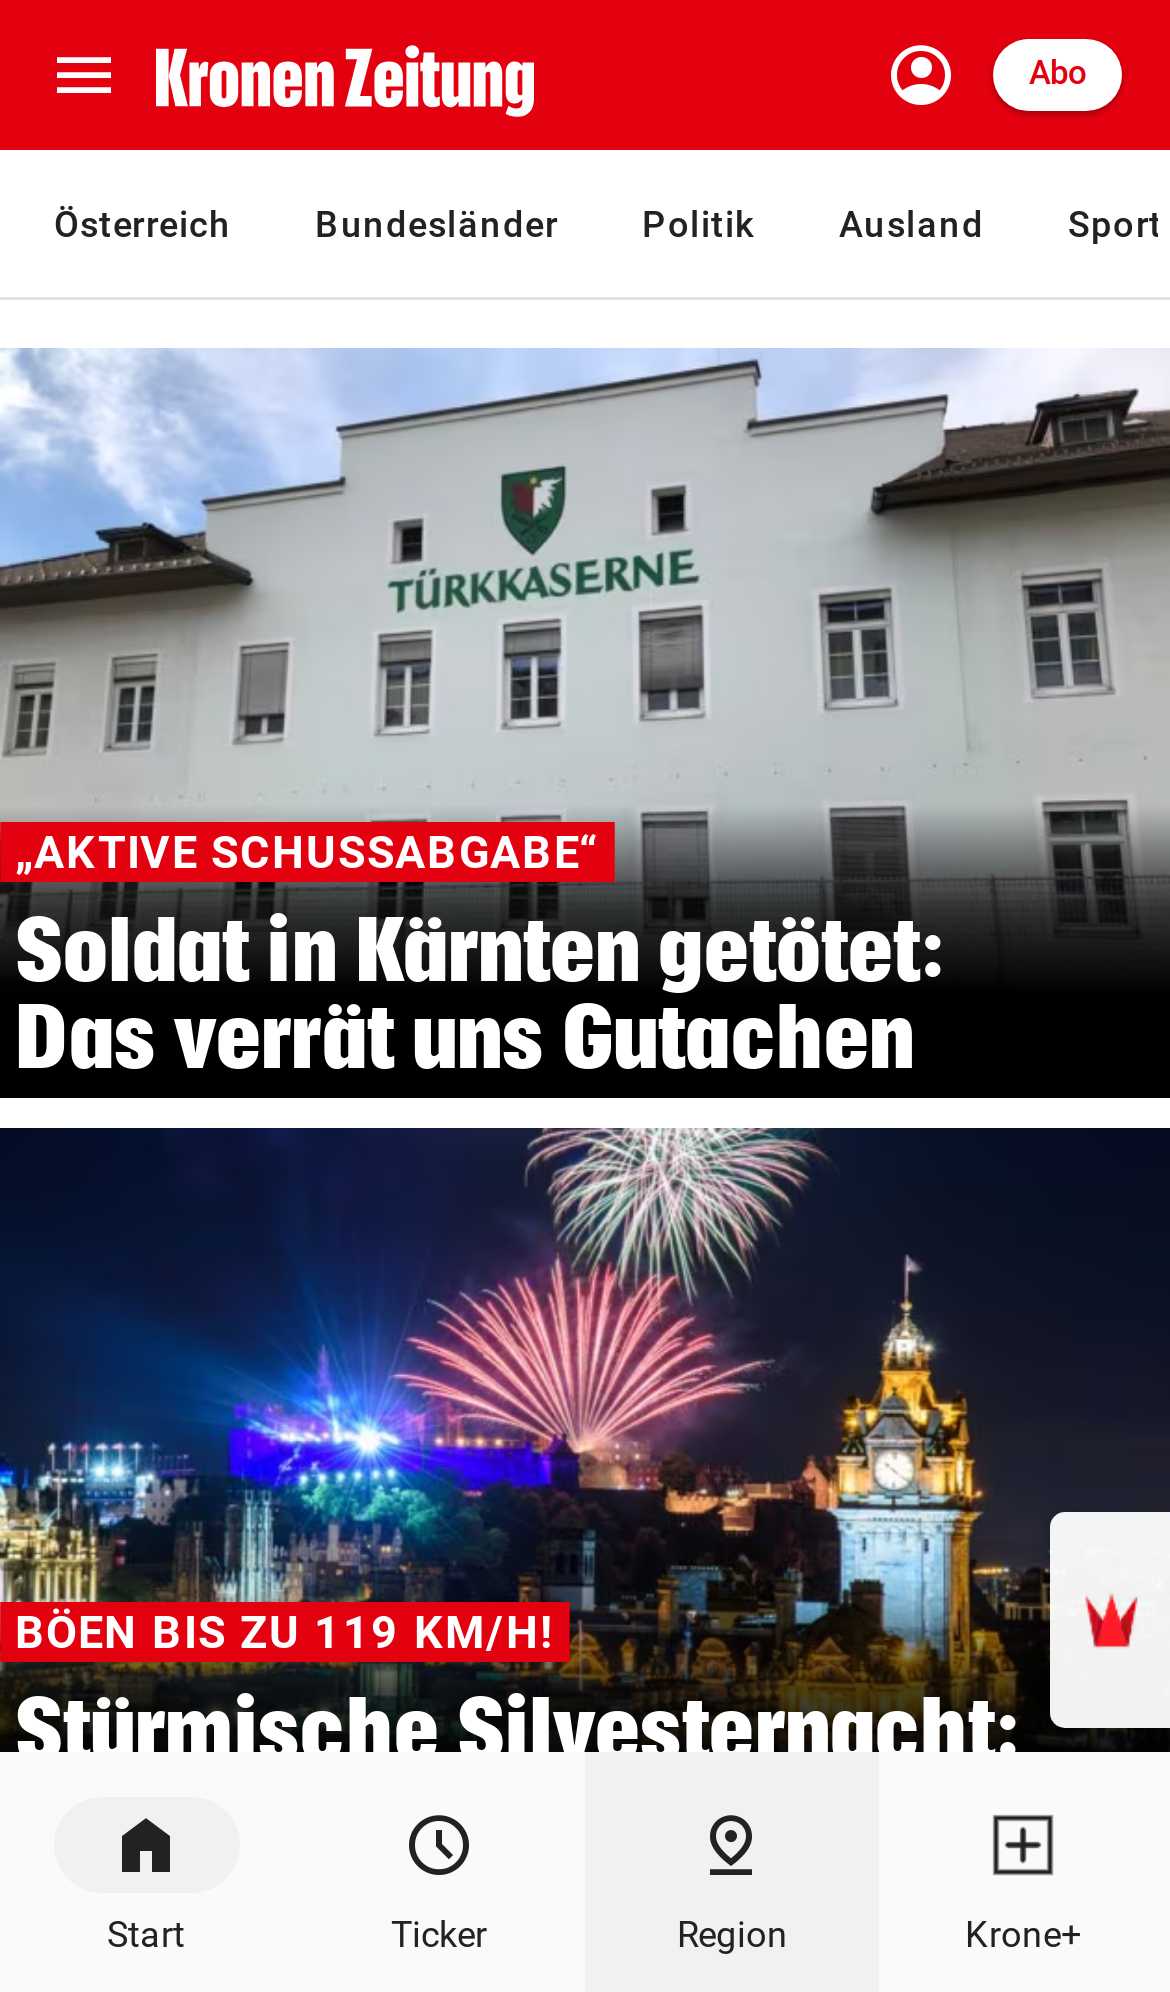 Kronen Zeitung
Abo
Österreich Bundesländer Politik Ausland Sport
TÜRKKASERNE
„AKTIVE SCHUSSABGABE“
Soldat in Kärnten getötet:
Das verrät uns Gutachen
BÖEN BIS ZU 119 KM/H!
Stürmische Silvesternacht:
Start Ticker Region Krone+